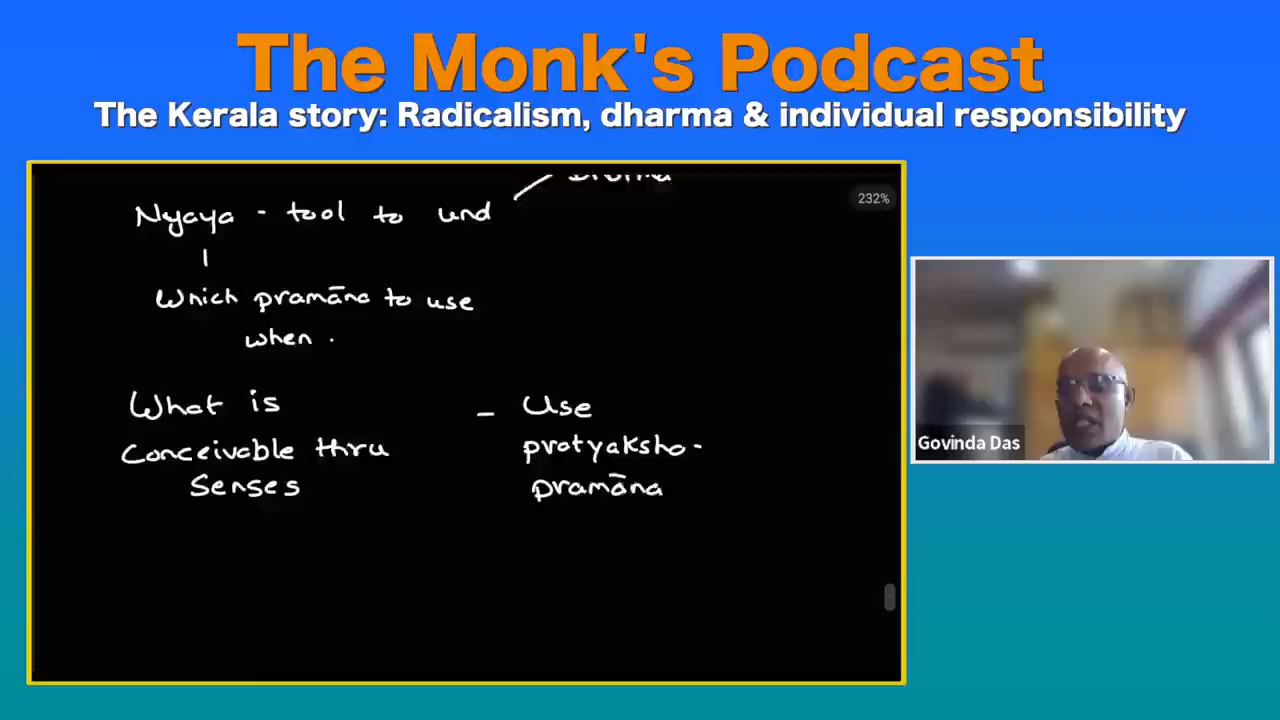 The Monk's Podcast
The Kerala story: Radicalism, dharma & individual responsibility
232%
Nyaya - tool to und
Which pramāna to use
when .
What is - Use
Conceivable thru pratyaksha-
Senses pramāna
Govinda Das